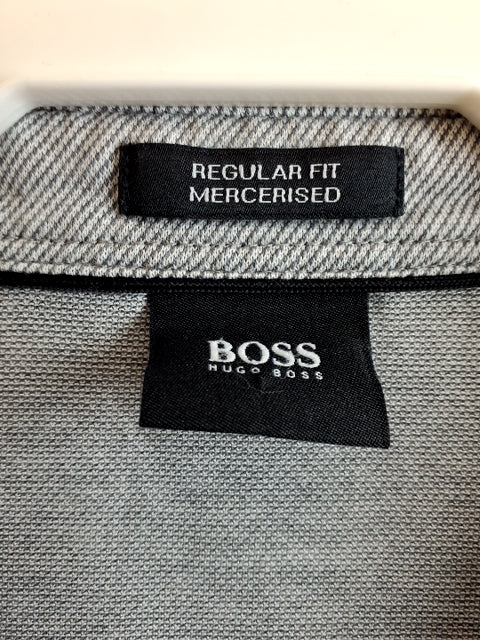 REGULAR FIT
MERCERISED
BOSS
HUGO BOSS